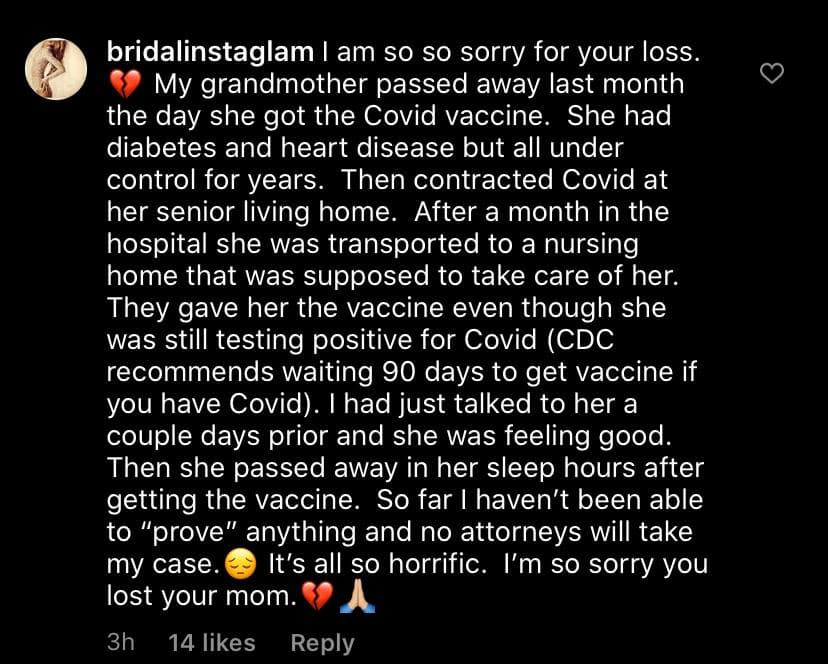 bridalinstaglam I am so so sorry for your loss.
💔 My grandmother passed away last month
the day she got the Covid vaccine.  She had
diabetes and heart disease but all under
control for years.  Then contracted Covid at
her senior living home.  After a month in the
hospital she was transported to a nursing
home that was supposed to take care of her.
They gave her the vaccine even though she
was still testing positive for Covid (CDC
recommends waiting 90 days to get vaccine if
you have Covid). I had just talked to her a
couple days prior and she was feeling good.
Then she passed away in her sleep hours after
getting the vaccine.  So far I haven’t been able
to “prove” anything and no attorneys will take
my case.😔 It’s all so horrific.  I’m so sorry you
lost your mom.💔🙏🏼
3h 14 likes Reply